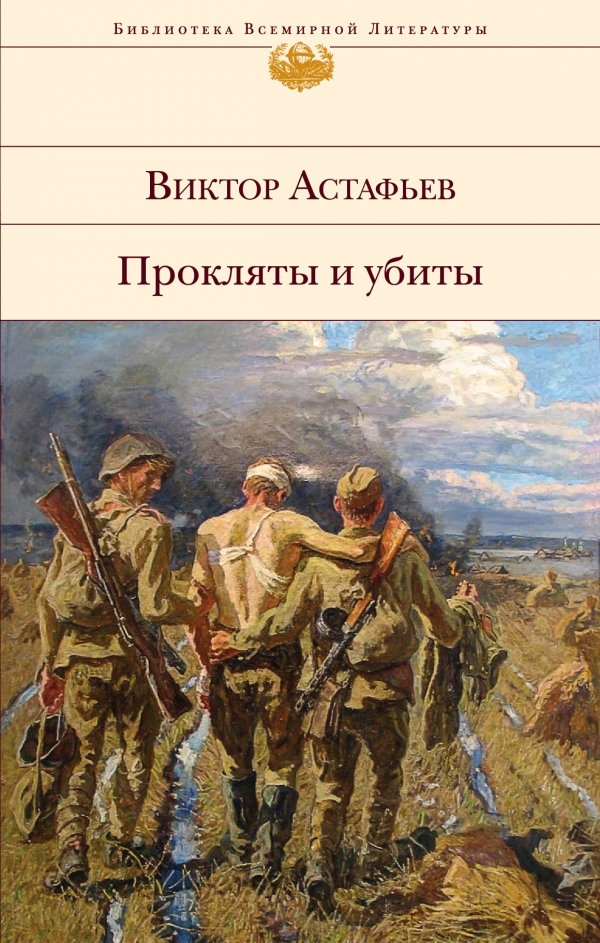 Библиотека Всемирной Литературы
Виктор Астафьев
Прокляты и убиты